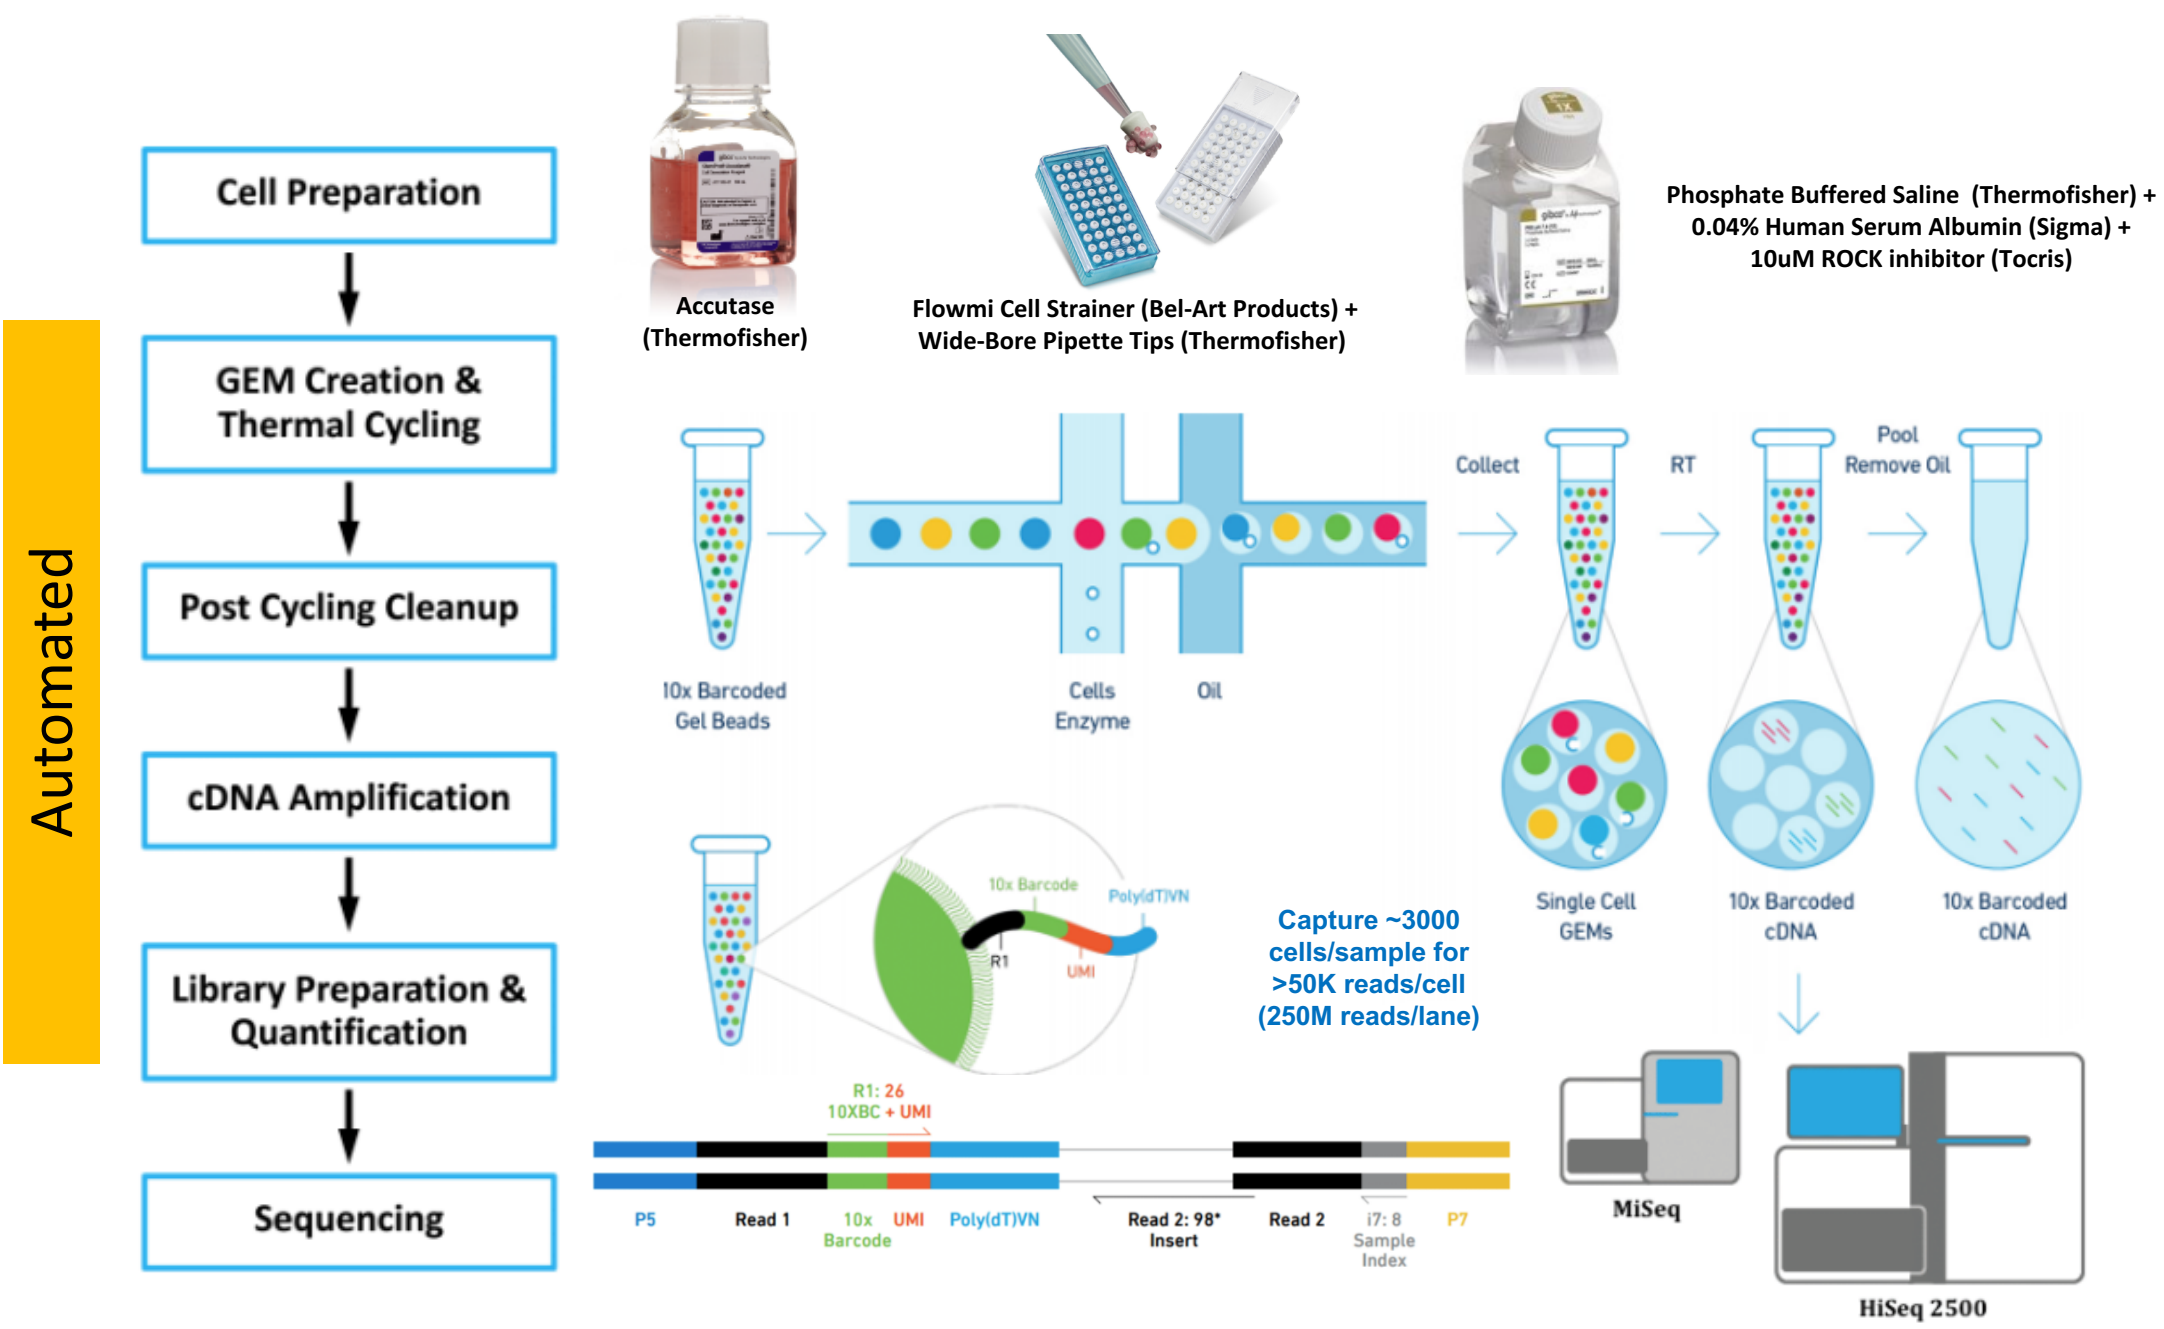 Cell Preparation
GEM Creation &
Thermal Cycling
Post Cycling Cleanup
cDNA Amplification
Library Preparation &
Quantification
Sequencing
Automated
gibco
Accutase
(Thermofisher)
Flowmi Cell Strainer (Bel-Art Products) +
Wide-Bore Pipette Tips (Thermofisher)
1X
gibco
Phosphate Buffered Saline (Thermofisher) +
0.04% Human Serum Albumin (Sigma) +
10uM ROCK inhibitor (Tocris)
10x Barcoded
Gel Beads
Cells
Enzyme
Oil
Collect
RT
Pool
Remove Oil
Single Cell
GEMs
10x Barcoded
cDNA
10x Barcoded
cDNA
10x Barcode
Poly(dT)VN
R1
UMI
Capture ~3000
cells/sample for
>50K reads/cell
(250M reads/lane)
R1: 26
10XBC + UMI
P5
Read 1
10x
Barcode
UMI
Poly(dT)VN
Read 2: 98*
Insert
Read 2
i7: 8
Sample
Index
P7
MiSeq
HiSeq 2500